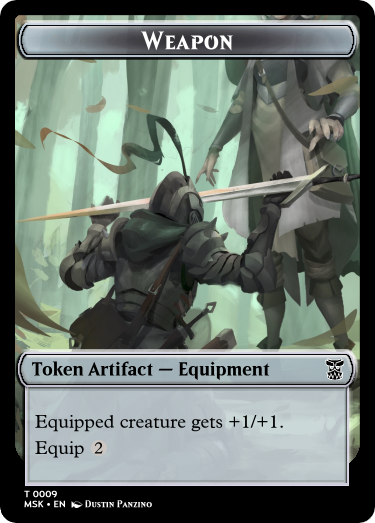 WEAPON
Token Artifact — Equipment
Equipped creature gets +1/+1.
Equip 2
T 0009
MSK • EN DUSTIN PANZINO